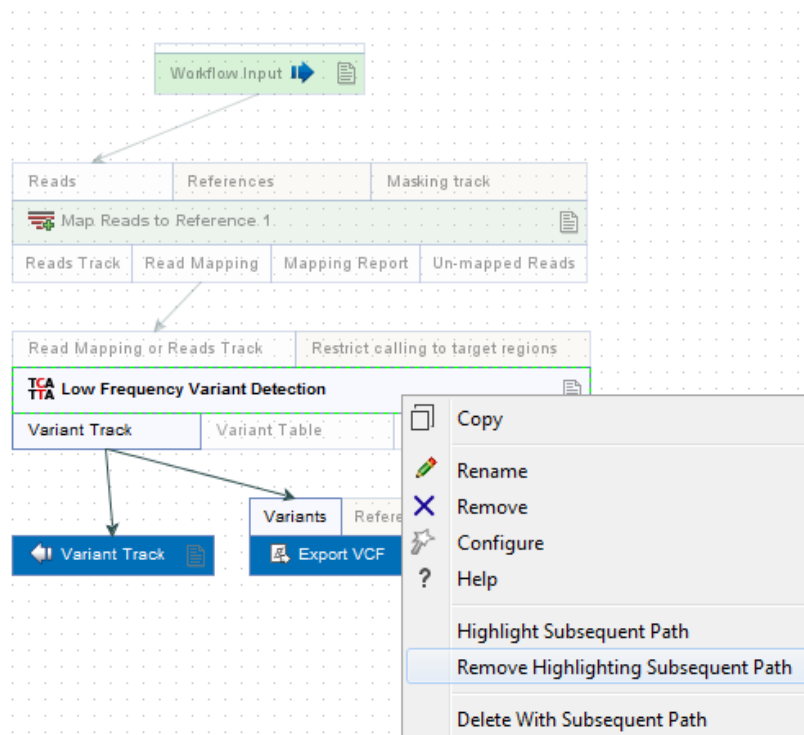 Workflow Input
Reads References Masking track
Map Reads to Reference 1
Reads Track Read Mapping Mapping Report Un-mapped Reads
Read Mapping or Reads Track Restrict calling to target regions
TCA
TTA Low Frequency Variant Detection
Variant Track Variant Table
Copy
Rename
Remove
Configure
? Help
Variants Refere
Variant Track Export VCF
Highlight Subsequent Path
Remove Highlighting Subsequent Path
Delete With Subsequent Path